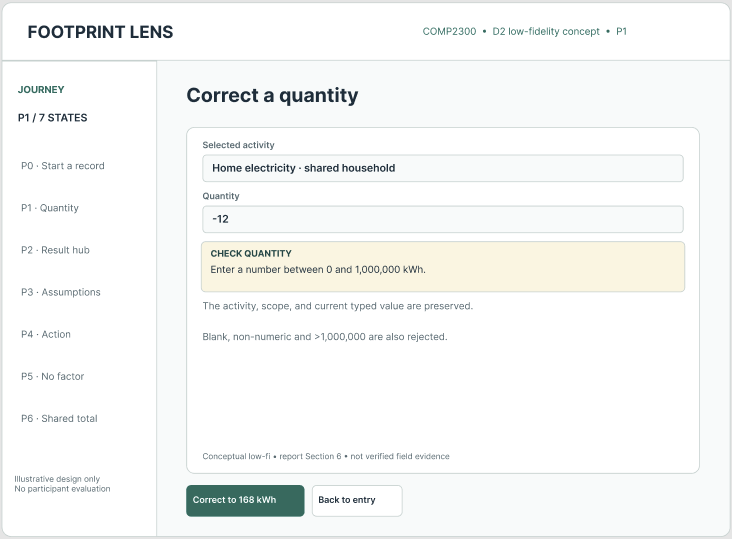 FOOTPRINT LENS
COMP2300 • D2 low-fidelity concept • P1
JOURNEY
P1 / 7 STATES
P0 · Start a record
P1 · Quantity
P2 · Result hub
P3 · Assumptions
P4 · Action
P5 · No factor
P6 · Shared total
Illustrative design only
No participant evaluation
Correct a quantity
Selected activity
Home electricity · shared household
Quantity
-12
CHECK QUANTITY
Enter a number between 0 and 1,000,000 kWh.
The activity, scope, and current typed value are preserved.
Blank, non-numeric and >1,000,000 are also rejected.
Conceptual low-fi • report Section 6 • not verified field evidence
Correct to 168 kWh
Back to entry